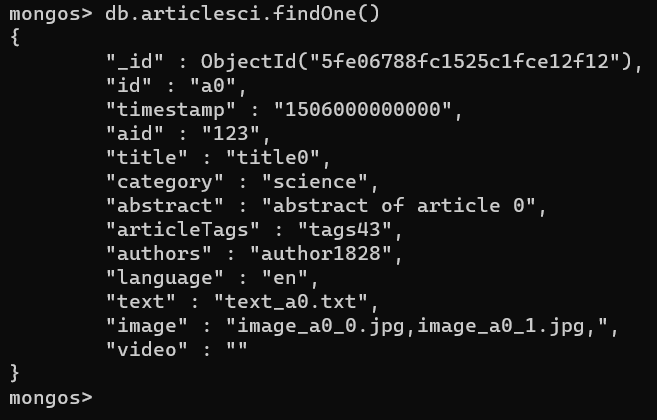 mongos> db.articlesci.findOne()
{
        "_id" : ObjectId("5fe06788fc1525c1fce12f12"),
        "id" : "a0",
        "timestamp" : "1506000000000",
        "aid" : "123",
        "title" : "title0",
        "category" : "science",
        "abstract" : "abstract of article 0",
        "articleTags" : "tags43",
        "authors" : "author1828",
        "language" : "en",
        "text" : "text_a0.txt",
        "image" : "image_a0_0.jpg,image_a0_1.jpg,",
        "video" : ""
}
mongos>